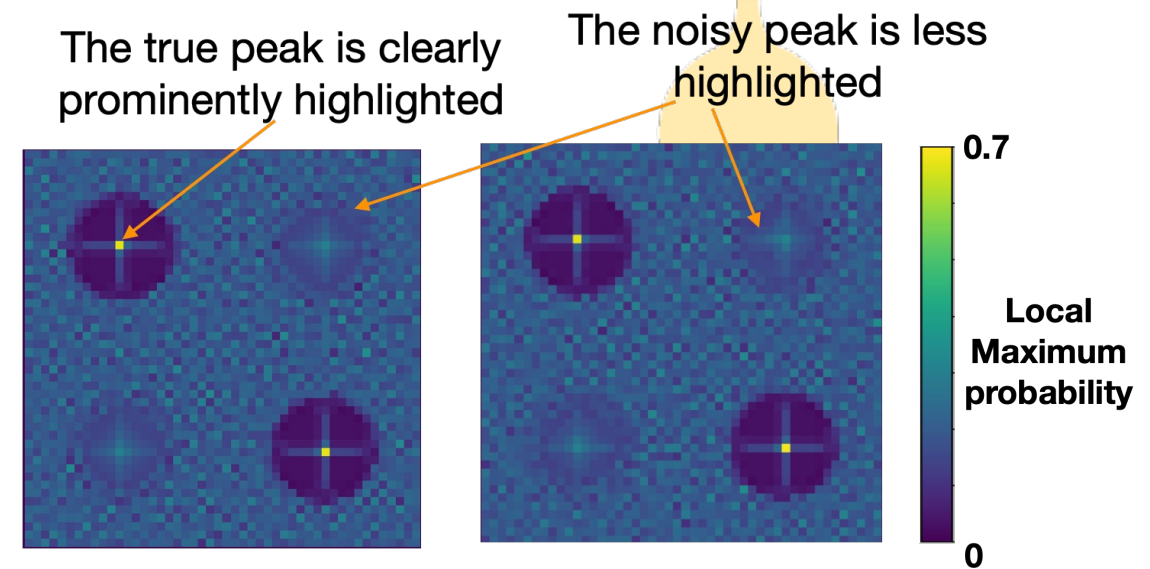 The true peak is clearly
prominently highlighted
The noisy peak is less
highlighted
0.7
Local
Maximum
probability
0